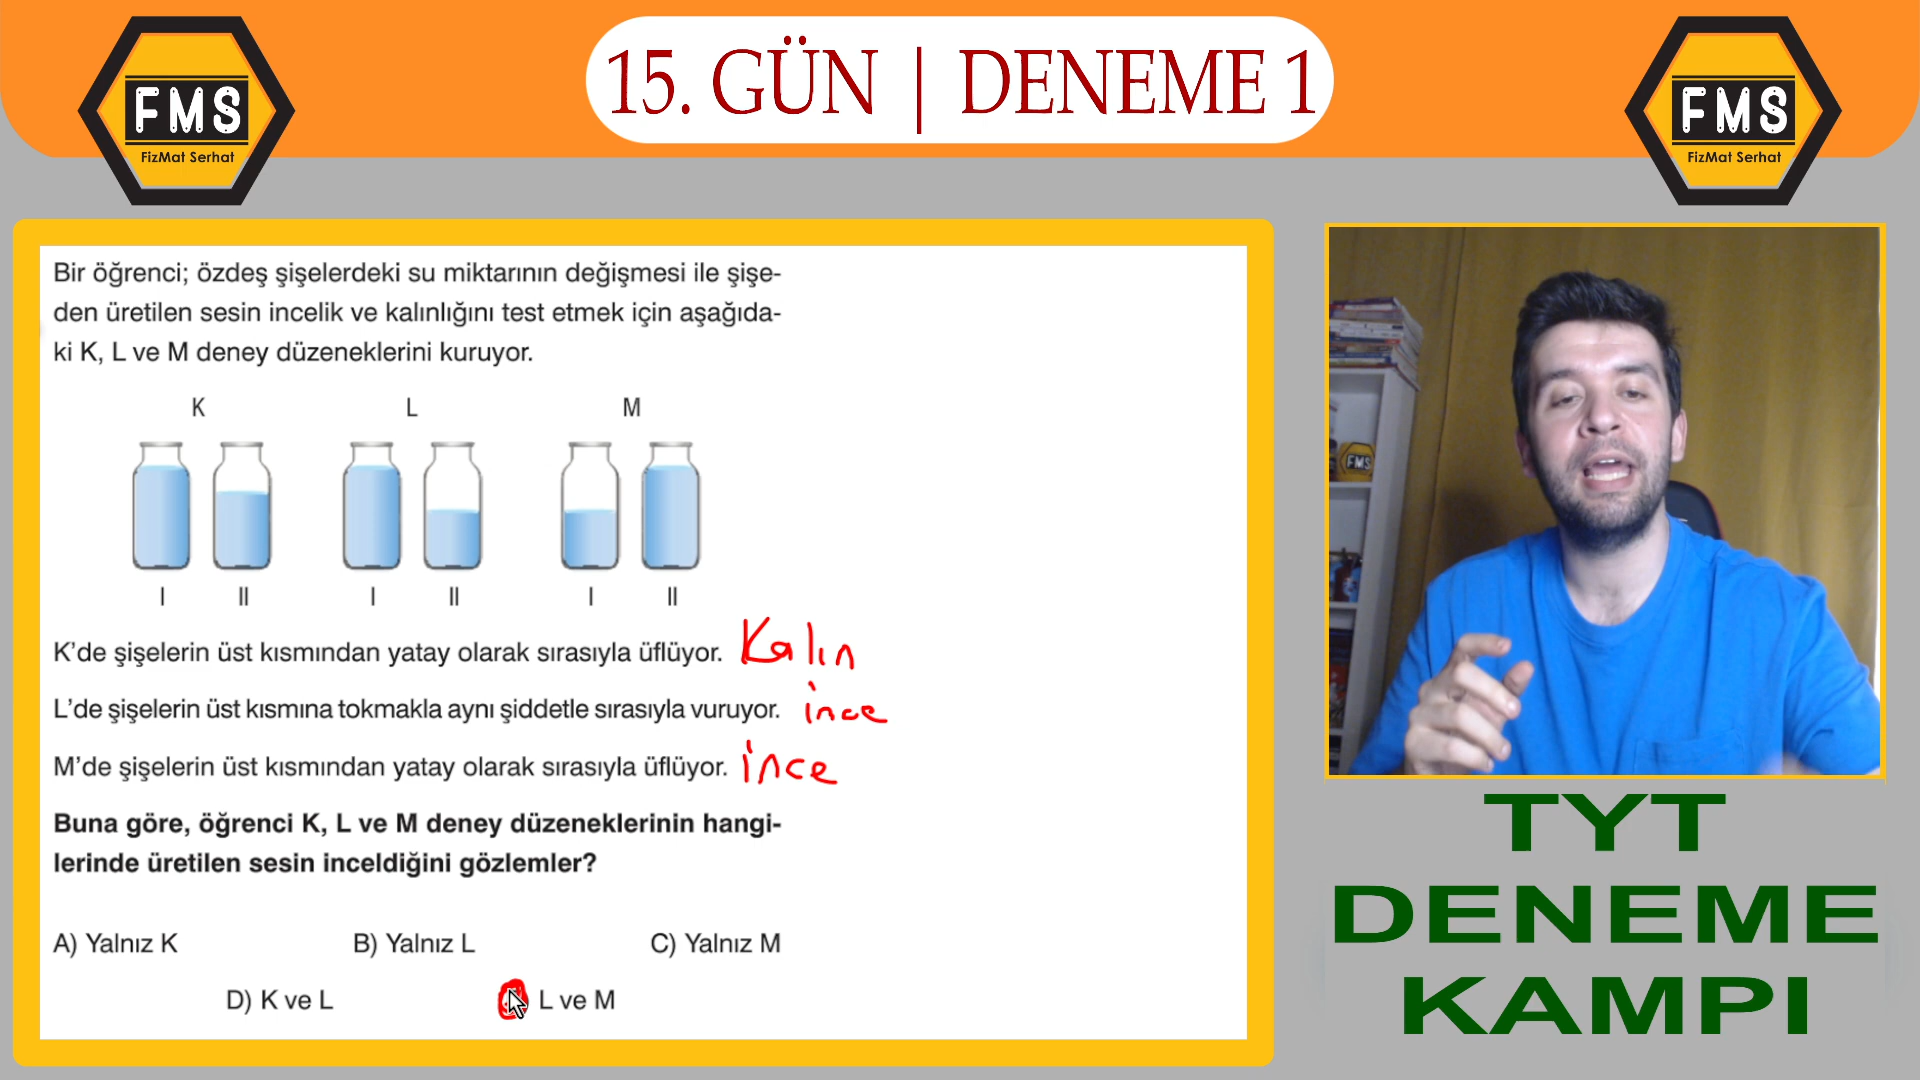 15. GÜN | DENEME 1
FMS
FizMat Serhat
FMS
FizMat Serhat
Bir öğrenci; özdeş şişelerdeki su miktarının değişmesi ile şişe-
den üretilen sesin incelik ve kalınlığını test etmek için aşağıda-
ki K, L ve M deney düzeneklerini kuruyor.
K L M
I II I II I II
K'de şişelerin üst kısmından yatay olarak sırasıyla üflüyor. Kalın
L'de şişelerin üst kısmına tokmakla aynı şiddetle sırasıyla vuruyor. ince
M'de şişelerin üst kısmından yatay olarak sırasıyla üflüyor. ince
Buna göre, öğrenci K, L ve M deney düzeneklerinin hangi-
lerinde üretilen sesin inceldiğini gözlemler?
A) Yalnız K B) Yalnız L C) Yalnız M
D) K ve L L ve M
FMS
TYT
DENEME
KAMPI